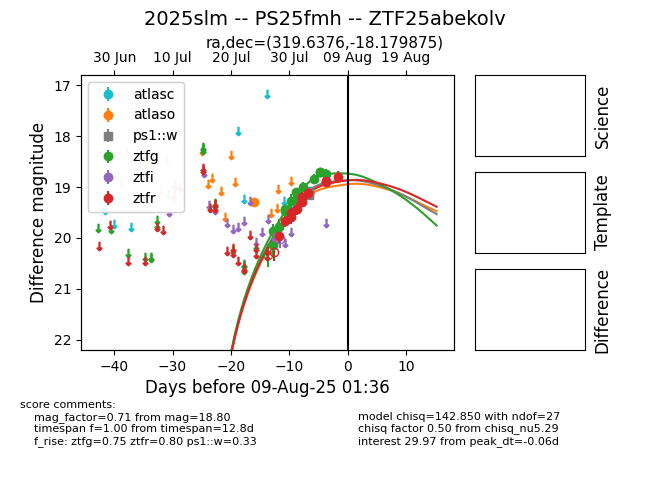 2025slm -- PS25fmh -- ZTF25abekolv
ra,dec=(319.6376,-18.179875)
30 Jun 10 Jul 20 Jul 30 Jul 09 Aug 19 Aug
17
18
19
20
21
22
Difference magnitude
atlasc
atlaso
ps1::w
ztfg
ztfi
ztfr
−40 −30 −20 −10 0 10
Days before 09-Aug-25 01:36
Science
Template
Difference
score comments:
mag_factor=0.71 from mag=18.80
timespan f=1.00 from timespan=12.8d
f_rise: ztfg=0.75 ztfr=0.80 ps1::w=0.33
model chisq=142.850 with ndof=27
chisq factor 0.50 from chisq_nu5.29
interest 29.97 from peak_dt=-0.06d